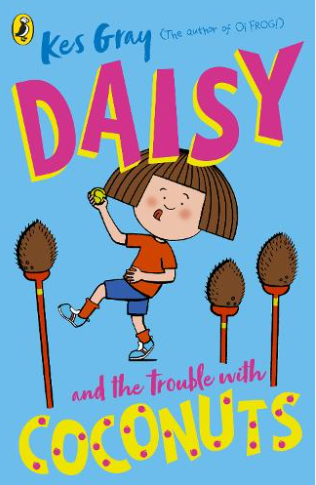 Kes Gray (The author of Oi FROG!)
DAISY
and the trouble with
COCONUTS